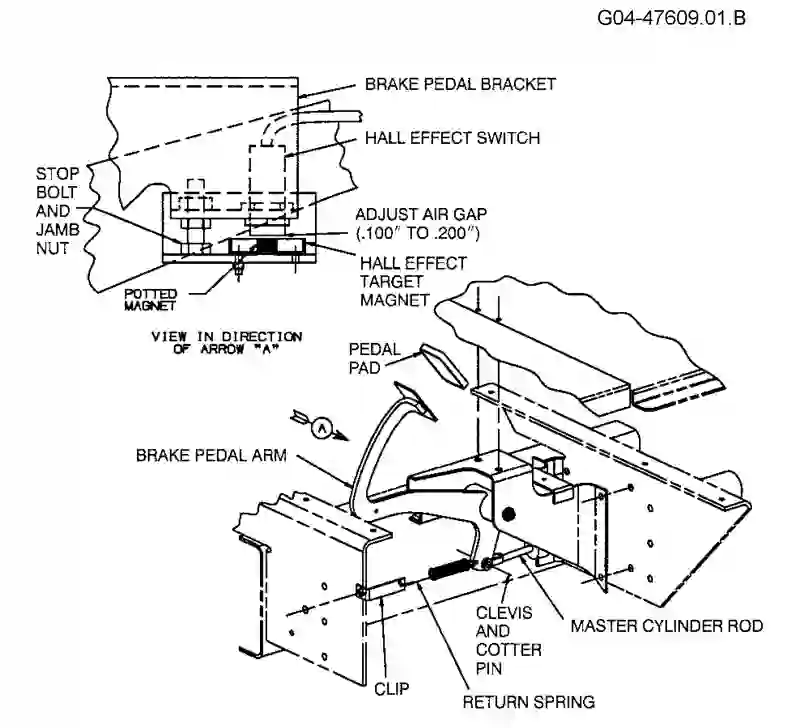 G04-47609.01.B
BRAKE PEDAL BRACKET
HALL EFFECT SWITCH
STOP
BOLT
AND
JAMB
NUT
ADJUST AIR GAP
(.100" TO .200")
HALL EFFECT
TARGET
MAGNET
POTTED
MAGNET
VIEW IN DIRECTION
OF ARROW "A"
PEDAL
PAD
A
BRAKE PEDAL ARM
CLEVIS
AND
COTTER
PIN
MASTER CYLINDER ROD
CLIP
RETURN SPRING